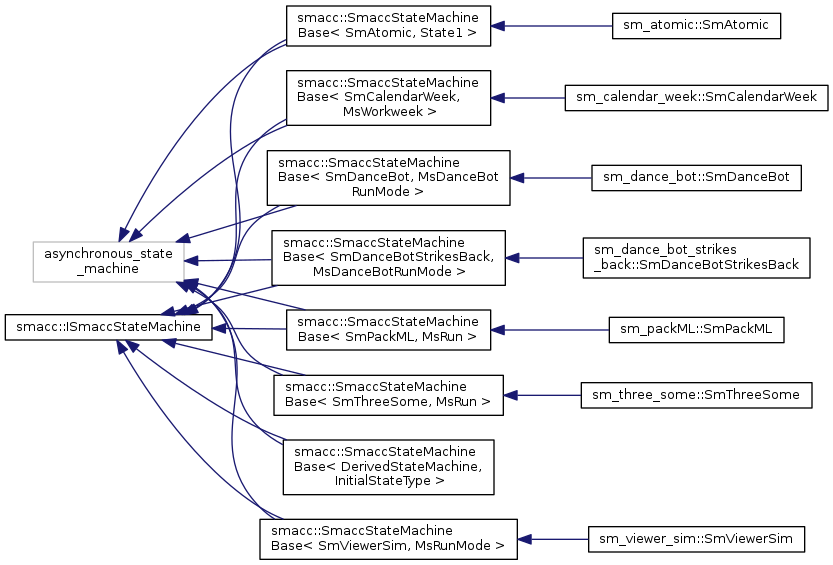 smacc::SmaccStateMachine
Base< SmAtomic, State1 >
sm_atomic::SmAtomic
smacc::SmaccStateMachine
Base< SmCalendarWeek,
MsWorkweek >
sm_calendar_week::SmCalendarWeek
smacc::SmaccStateMachine
Base< SmDanceBot, MsDanceBot
RunMode >
sm_dance_bot::SmDanceBot
asynchronous_state
_machine
smacc::SmaccStateMachine
Base< SmDanceBotStrikesBack,
MsDanceBotRunMode >
sm_dance_bot_strikes
_back::SmDanceBotStrikesBack
smacc::ISmaccStateMachine
smacc::SmaccStateMachine
Base< SmPackML, MsRun >
sm_packML::SmPackML
smacc::SmaccStateMachine
Base< SmThreeSome, MsRun >
sm_three_some::SmThreeSome
smacc::SmaccStateMachine
Base< DerivedStateMachine,
InitialStateType >
smacc::SmaccStateMachine
Base< SmViewerSim, MsRunMode >
sm_viewer_sim::SmViewerSim